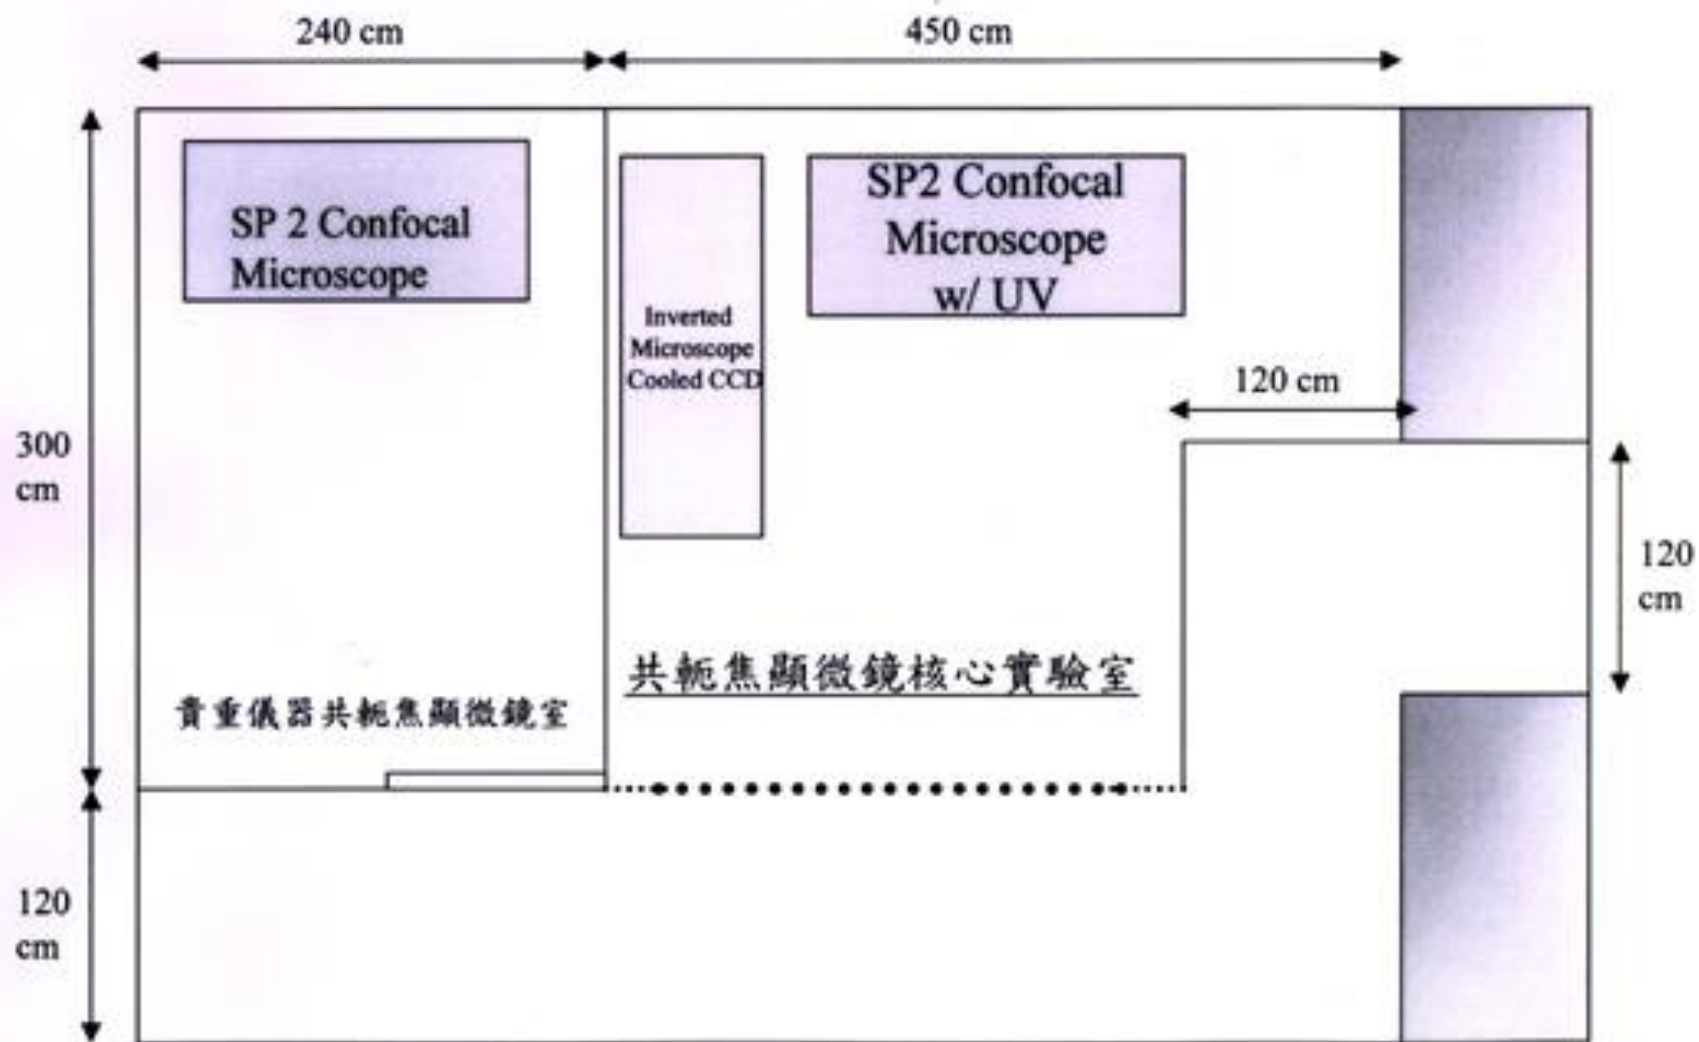 240 cm
450 cm
SP 2 Confocal
Microscope
Inverted
Microscope
Cooled CCD
SP2 Confocal
Microscope
w/ UV
120 cm
300
cm
120
cm
共軛焦顯微鏡核心實驗室
貴重儀器共軛焦顯微鏡室
120
cm